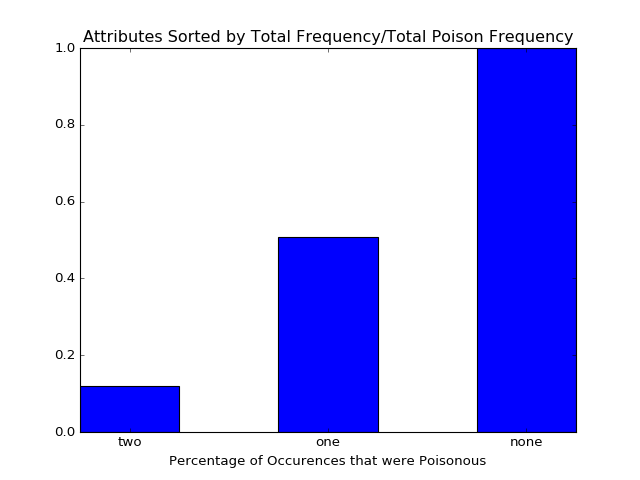 Attributes Sorted by Total Frequency/Total Poison Frequency
1.0
0.8
0.6
0.4
0.2
0.0
two one none
Percentage of Occurences that were Poisonous